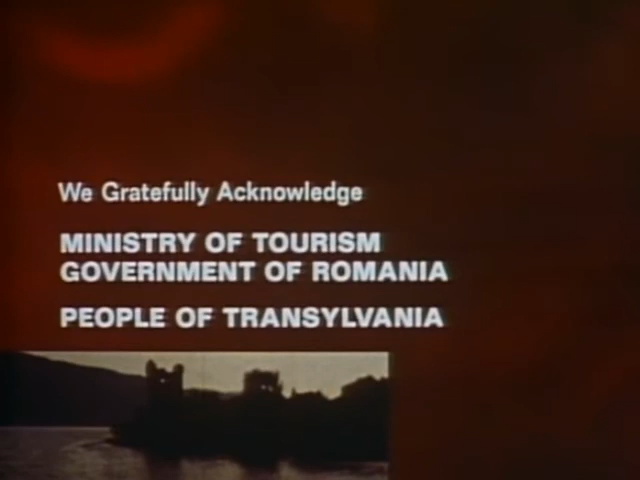 We Gratefully Acknowledge
MINISTRY OF TOURISM
GOVERNMENT OF ROMANIA
PEOPLE OF TRANSYLVANIA